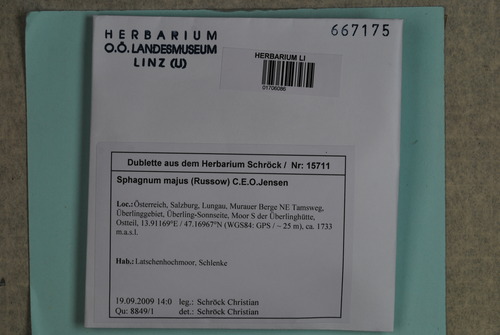 HERBARIUM
O.Ö. LANDESMUSEUM
LINZ (U)
667175
HERBARIUM LI
01706086
Dublette aus dem Herbarium Schröck / Nr: 15711
Sphagnum majus (Russow) C.E.O.Jensen
Loc.:Österreich, Salzburg, Lungau, Murauer Berge NE Tamsweg,
Überlinggebiet, Überling-Sonnseite, Moor S der Überlinghütte,
Ostteil, 13.91169°E / 47.16967°N (WGS84: GPS / ~ 25 m), ca. 1733
m.a.s.l.
Hab.:Latschenhochmoor, Schlenke
19.09.2009 14:0 leg.: Schröck Christian
Qu: 8849/1 det.: Schröck Christian